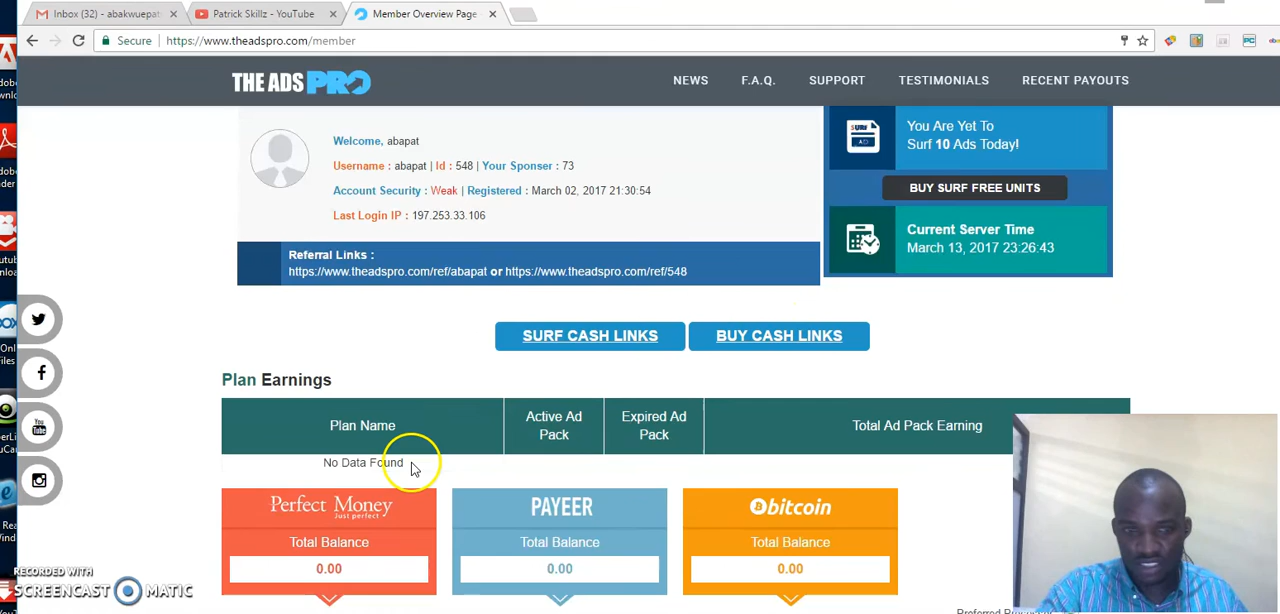 Inbox (32) - abakwuepat
Patrick Skillz - YouTube
Member Overview Page
Secure | https://www.theadspro.com/member
THE ADS PRO
NEWS
F.A.Q.
SUPPORT
TESTIMONIALS
RECENT PAYOUTS
Welcome, abapat
Username : abapat | Id : 548 | Your Sponser : 73
Account Security : Weak | Registered : March 02, 2017 21:30:54
Last Login IP : 197.253.33.106
Referral Links :
https://www.theadspro.com/ref/abapat or https://www.theadspro.com/ref/548
SURF
AD
You Are Yet To
Surf 10 Ads Today!
BUY SURF FREE UNITS
Current Server Time
March 13, 2017 23:26:43
SURF CASH LINKS
BUY CASH LINKS
Plan Earnings
Plan Name
Active Ad
Pack
Expired Ad
Pack
Total Ad Pack Earning
No Data Found
Perfect Money
Just perfect
Total Balance
0.00
PAYEER
Total Balance
0.00
bitcoin
Total Balance
0.00
You
Tube
RECORDED WITH
SCREENCAST MATIC